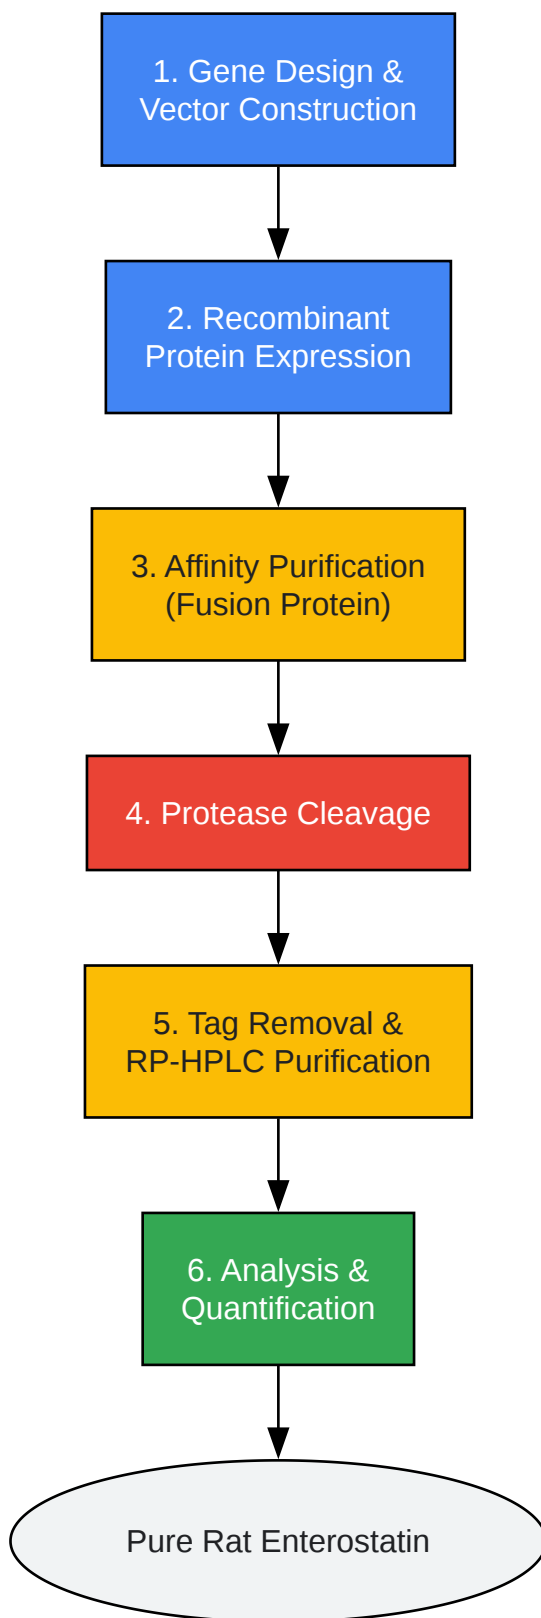 1. Gene Design &
Vector Construction
2. Recombinant
Protein Expression
3. Affinity Purification
(Fusion Protein)
4. Protease Cleavage
5. Tag Removal &
RP-HPLC Purification
6. Analysis &
Quantification
Pure Rat Enterostatin